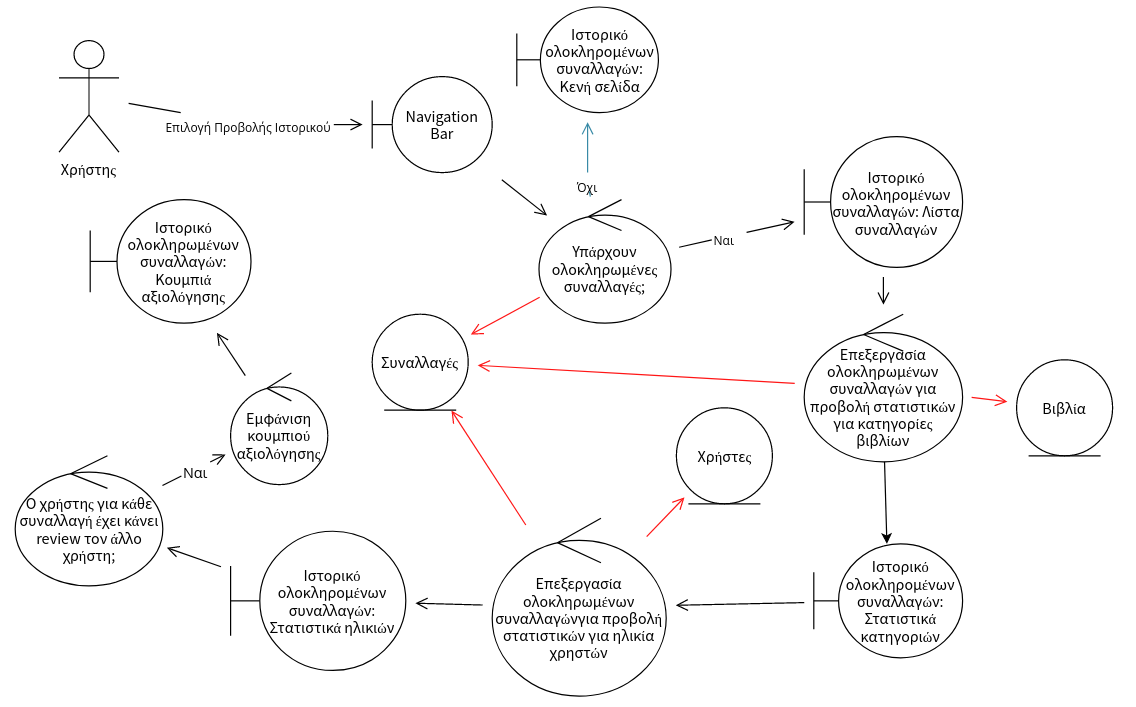 Χρήστης
Επιλογή Προβολής Ιστορικού
Navigation
Bar
Ιστορικό
ολοκληρομένων
συναλλαγών:
Κενή σελίδα
Όχι
Υπάρχουν
ολοκληρωμένες
συναλλαγές;
Ναι
Ιστορικό
ολοκληρομένων
συναλλαγών: Λίστα
συναλλαγών
Επεξεργασία
ολοκληρωμένων
συναλλαγών για
προβολή στατιστικών
για κατηγορίες
βιβλίων
Βιβλία
Συναλλαγές
Ιστορικό
ολοκληρομένων
συναλλαγών:
Στατιστικά
κατηγοριών
Επεξεργασία
ολοκληρωμένων
συναλλαγώνγια προβολή
στατιστικών για ηλικία
χρηστών
Χρήστες
Ιστορικό
ολοκληρομένων
συναλλαγών:
Στατιστικά ηλικιών
Ο χρήστης για κάθε
συναλλαγή έχει κάνει
review τον άλλο
χρήστη;
Ναι
Εμφάνιση
κουμπιού
αξιολόγησης
Ιστορικό
ολοκληρωμένων
συναλλαγών:
Κουμπιά
αξιολόγησης